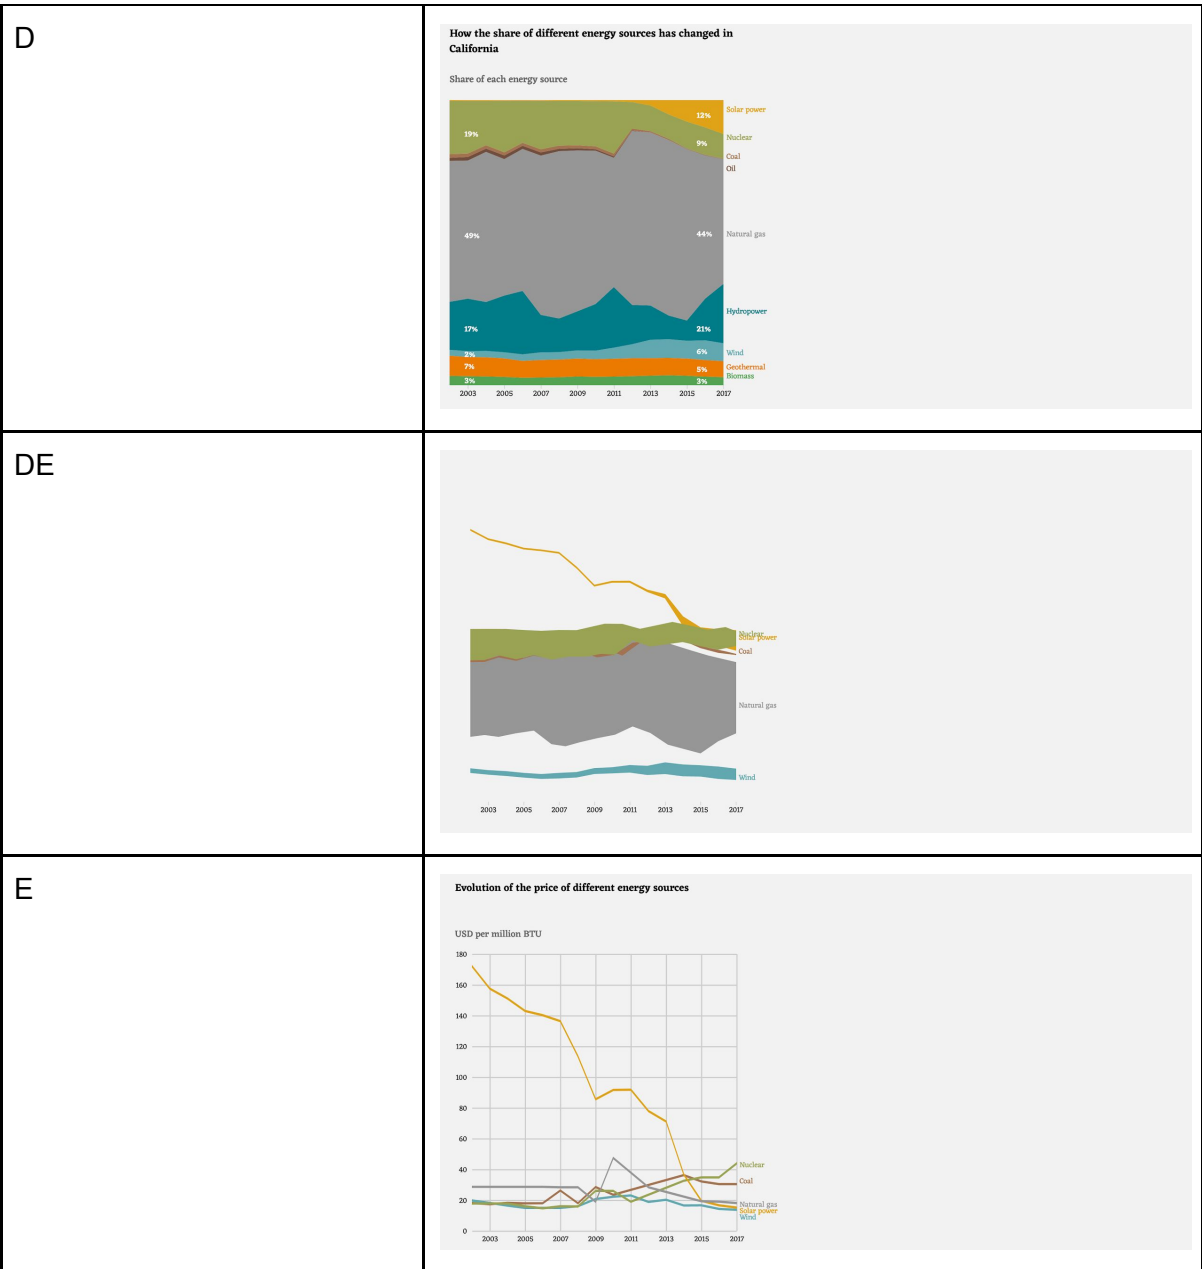 D
How the share of different energy sources has changed in
California
Share of each energy source
Solar power
12%
19%
Nuclear
9%
Coal
Oil
49%
44%
Natural gas
Hydropower
17%
21%
2%
6%
Wind
7%
5%
Geothermal
3%
3%
Biomass
2003 2005 2007 2009 2011 2013 2015 2017
DE
Nuclear
Solar power
Coal
Natural gas
Wind
2003 2005 2007 2009 2011 2013 2015 2017
E
Evolution of the price of different energy sources
USD per million BTU
180
160
140
120
100
80
60
40
20
0
Nuclear
Coal
Natural gas
Solar power
Wind
2003 2005 2007 2009 2011 2013 2015 2017